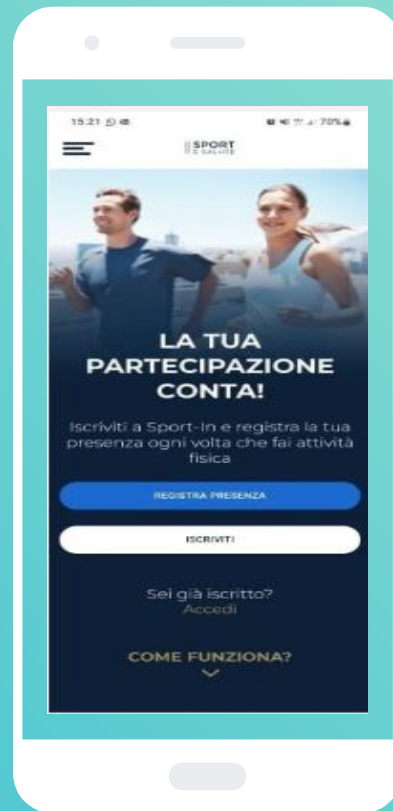 15:21
70%
SPORT
E SALUTE
LA TUA
PARTECIPAZIONE
CONTA!
Iscriviti a Sport-In e registra la tua
presenza ogni volta che fai attività
fisica
REGISTRA PRESENZA
ISCRIVITI
Sei già iscritto?
Accedi
COME FUNZIONA?